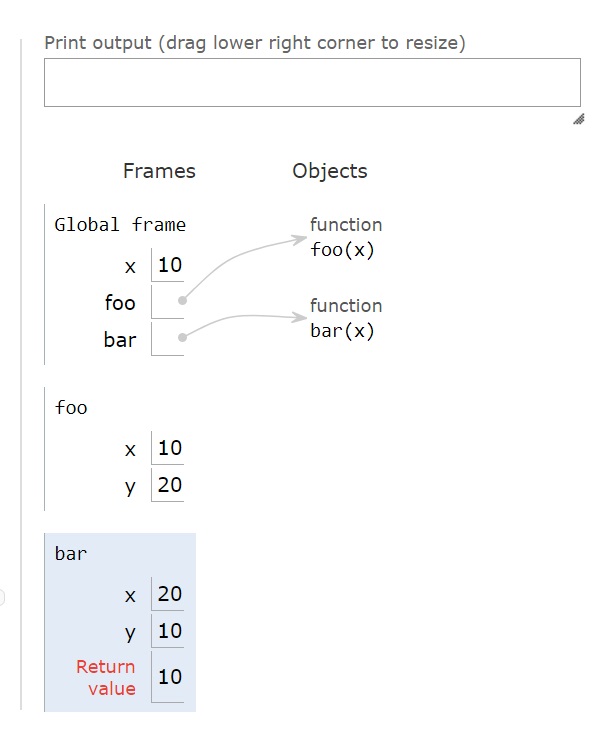 Print output (drag lower right corner to resize)
Frames Objects
Global frame
function
foo(x)
x 10
foo
function
bar(x)
bar
foo
x 10
y 20
bar
x 20
y 10
Return
value 10